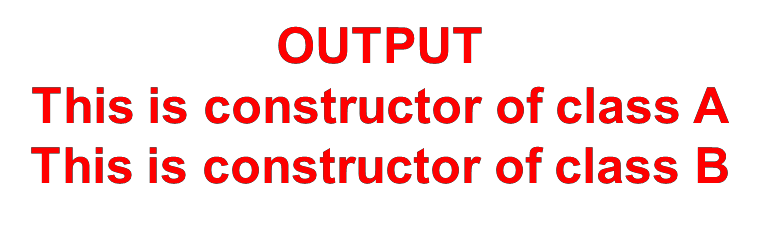 OUTPUT
This is constructor of class A
This is constructor of class B